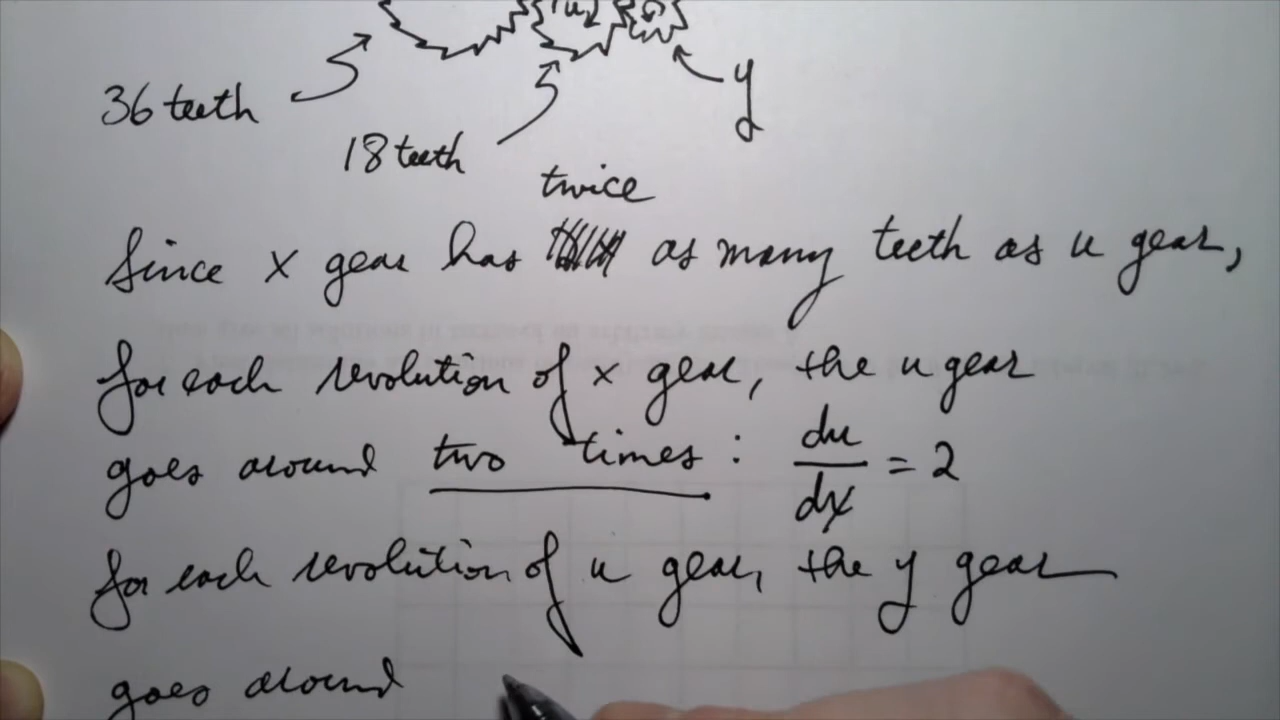 u
36 teeth
y
18 teeth
twice
Since x gear has as many teeth as u gear,
for each revolution of x gear, the u gear
goes around two times : du/dx = 2
for each revolution of u gear, the y gear
goes around